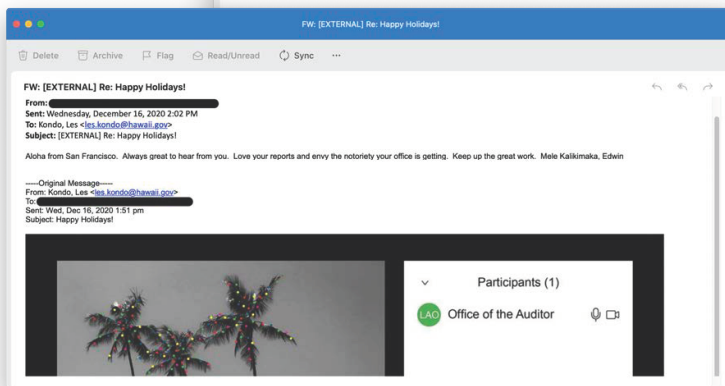 FW: [EXTERNAL] Re: Happy Holidays!
Delete Archive Flag Read/Unread Sync ...
FW: [EXTERNAL] Re: Happy Holidays!
From:
Sent: Wednesday, December 16, 2020 2:02 PM
To: Kondo, Les <les.kondo@hawaii.gov>
Subject: [EXTERNAL] Re: Happy Holidays!
Aloha from San Francisco. Always great to hear from you. Love your reports and envy the notoriety your office is getting. Keep up the great work. Mele Kalikimaka, Edwin
-----Original Message-----
From: Kondo, Les <les.kondo@hawaii.gov>
To:
Sent: Wed, Dec 16, 2020 1:51 pm
Subject: Happy Holidays!
Participants (1)
LAO Office of the Auditor